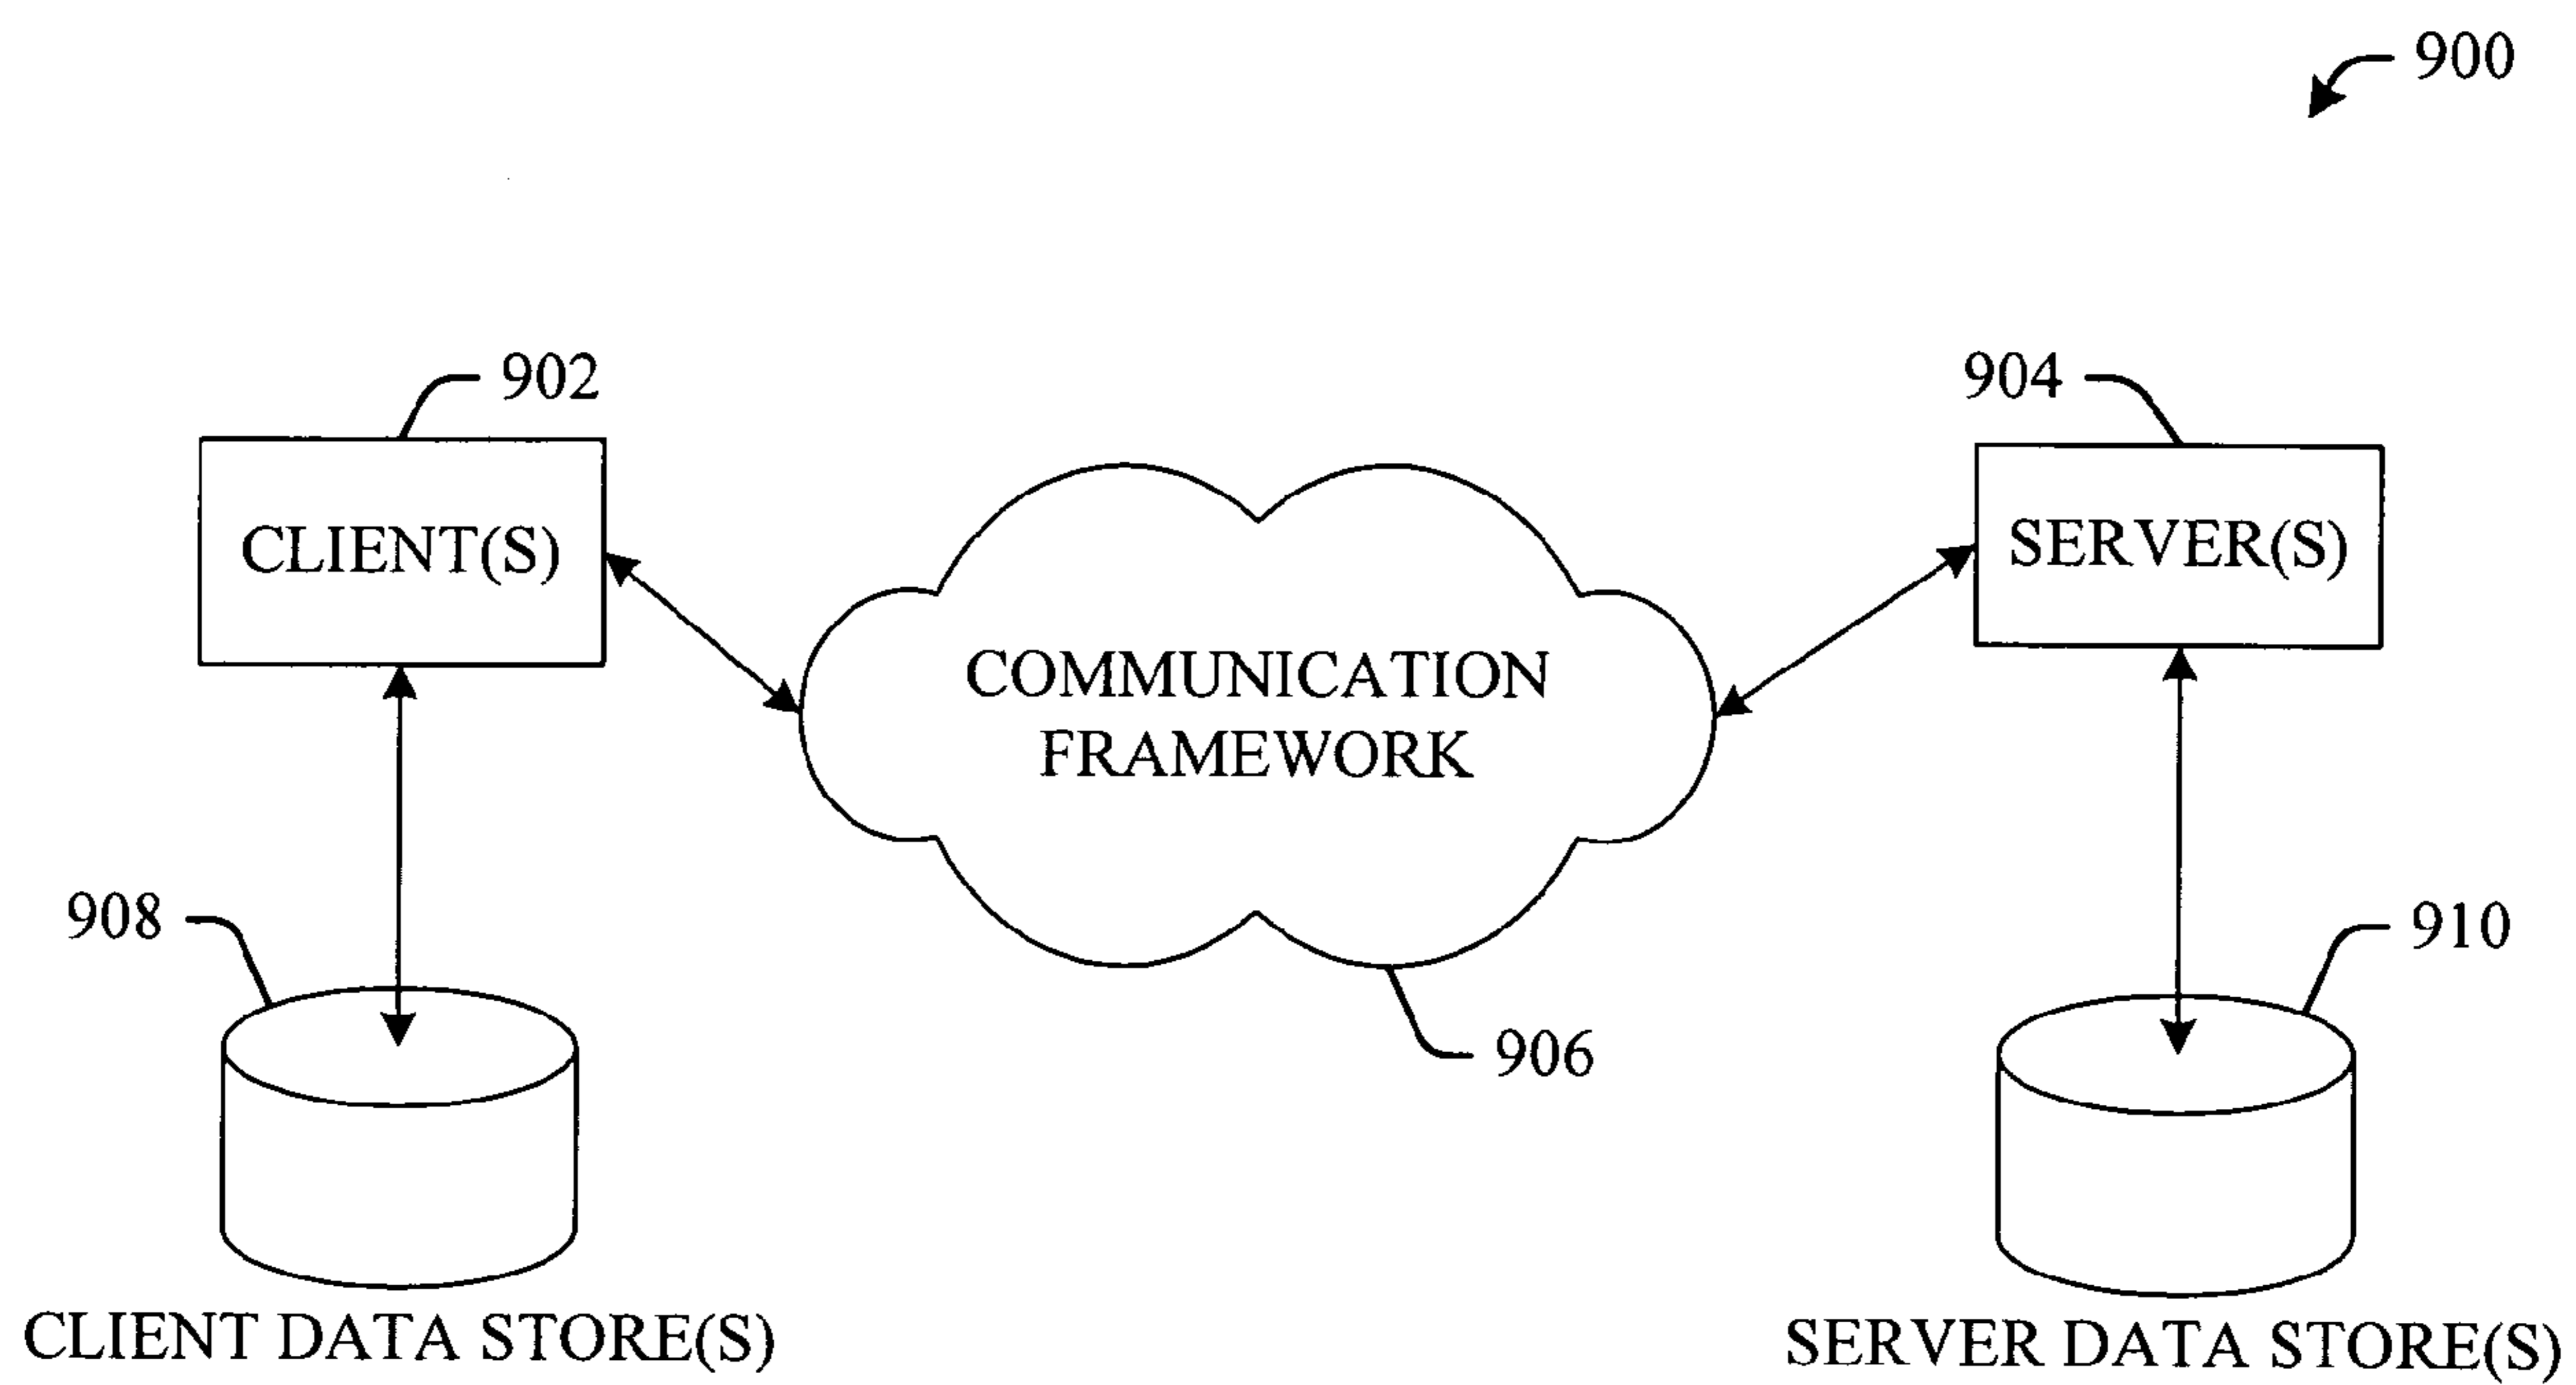 900
902
904
CLIENT(S)
SERVER(S)
COMMUNICATION
FRAMEWORK
908
910
906
CLIENT DATA STORE(S)
SERVER DATA STORE(S)